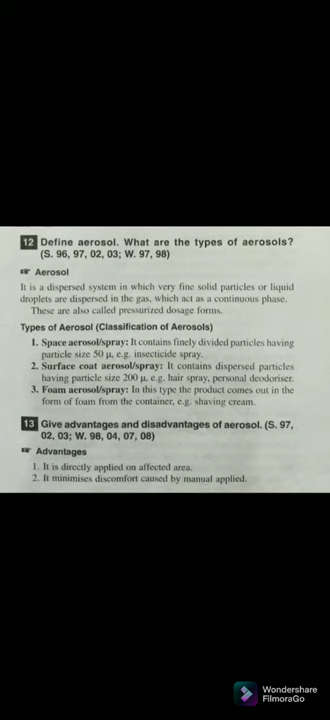 12 Define aerosol. What are the types of aerosols?
(S. 96, 97, 02, 03; W. 97, 98)
☞ Aerosol
It is a dispersed system in which very fine solid particles or liquid
droplets are dispersed in the gas, which act as a continuous phase.
These are also called pressurized dosage forms.
Types of Aerosol (Classification of Aerosols)
1. Space aerosol/spray: It contains finely divided particles having
particle size 50 µ, e.g. insecticide spray.
2. Surface coat aerosol/spray: It contains dispersed particles
having particle size 200 µ, e.g. hair spray, personal deodoriser.
3. Foam aerosol/spray: In this type the product comes out in the
form of foam from the container, e.g. shaving cream.
13 Give advantages and disadvantages of aerosol. (S. 97,
02, 03; W. 98, 04, 07, 08)
☞ Advantages
1. It is directly applied on affected area.
2. It minimises discomfort caused by manual applied.
Wondershare
FilmoraGo